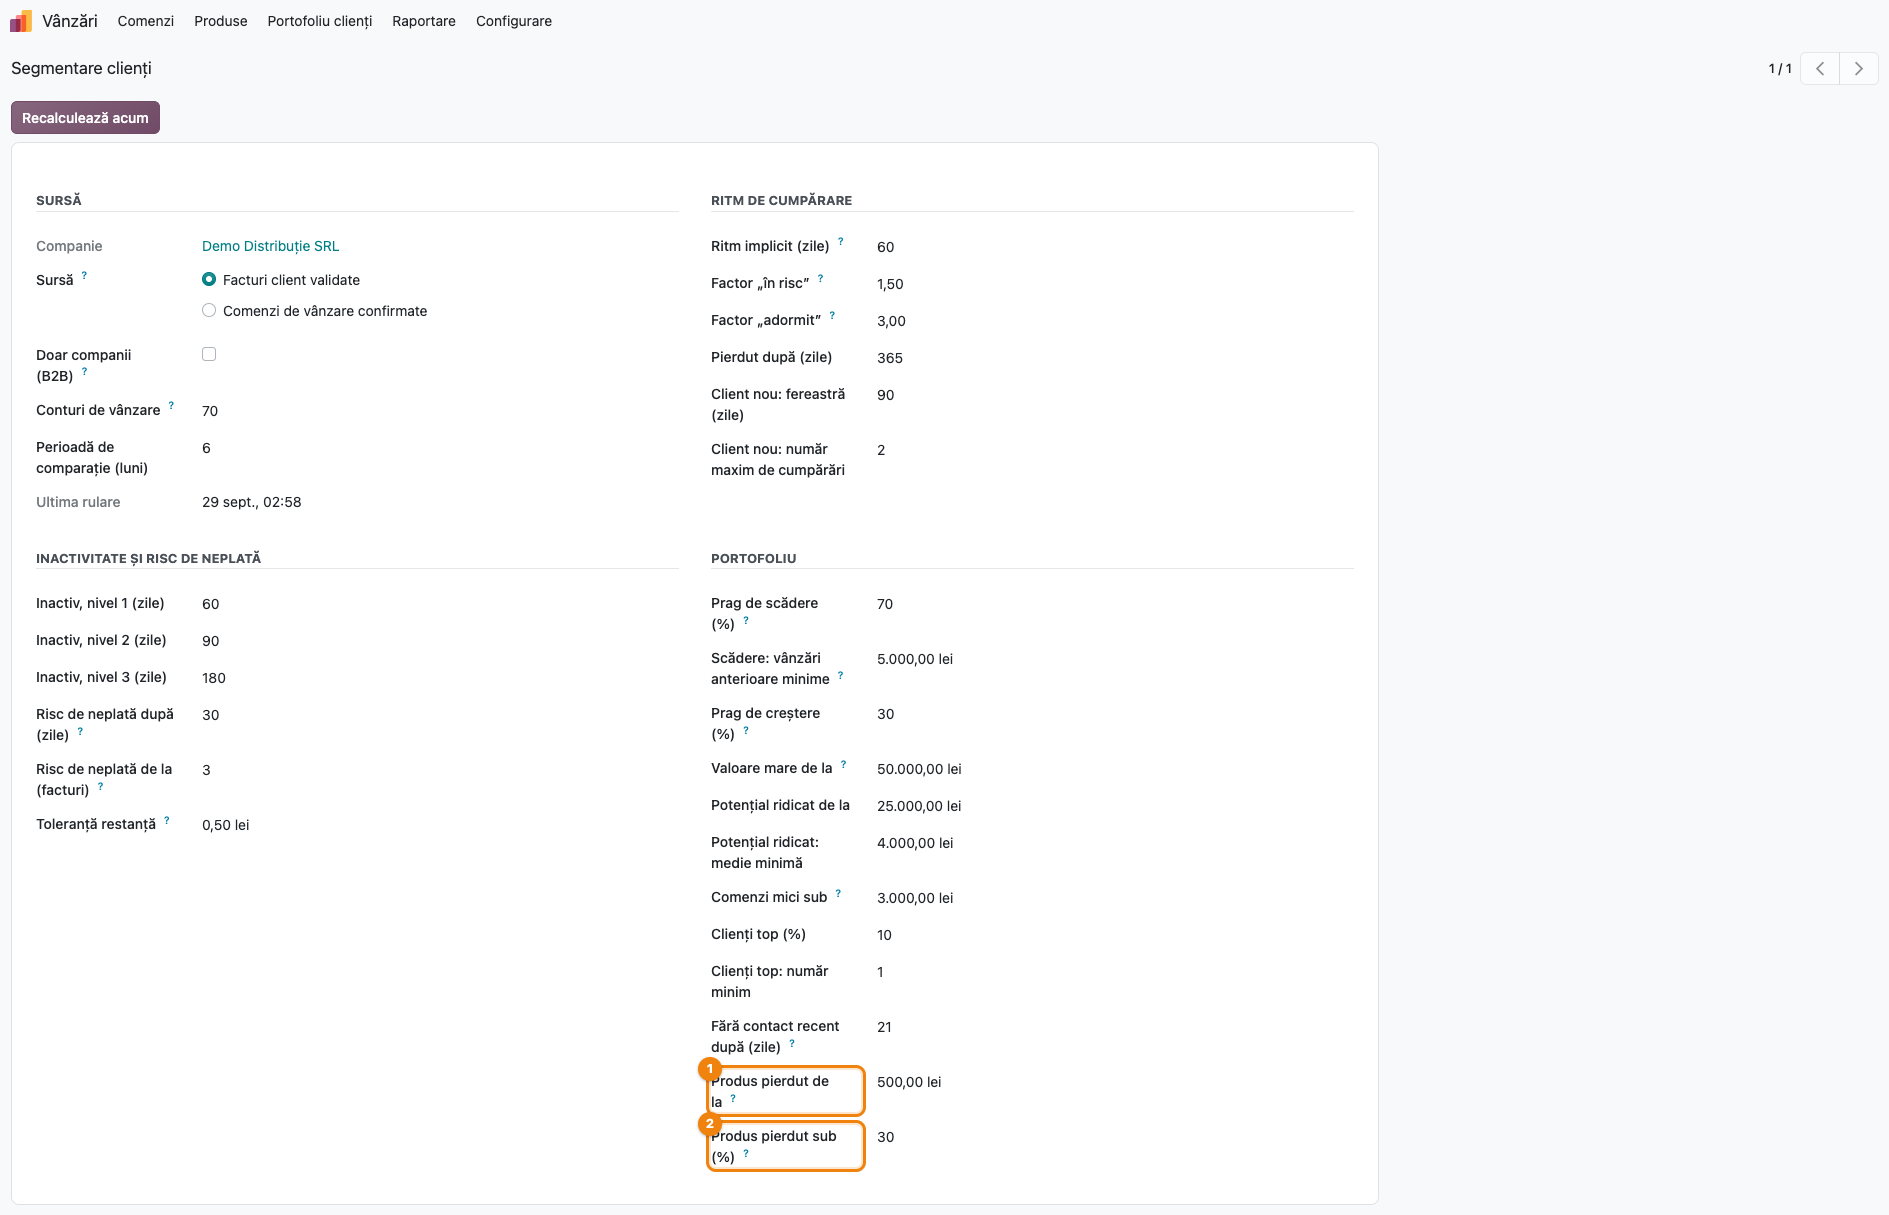 Vânzări Comenzi Produse Portofoliu clienți Raportare Configurare
Segmentare clienți
1 / 1
Recalculează acum
SURSĂ
Companie Demo Distribuție SRL
Sursă ? Facturi client validate
Comenzi de vânzare confirmate
Doar companii
(B2B) ?
Conturi de vânzare ? 70
Perioadă de 6
comparație (luni)
Ultima rulare 29 sept., 02:58
RITM DE CUMPĂRARE
Ritm implicit (zile) ? 60
Factor „în risc” ? 1,50
Factor „adormit” ? 3,00
Pierdut după (zile) 365
Client nou: fereastră 90
(zile)
Client nou: număr 2
maxim de cumpărări
INACTIVITATE ȘI RISC DE NEPLATĂ
Inactiv, nivel 1 (zile) 60
Inactiv, nivel 2 (zile) 90
Inactiv, nivel 3 (zile) 180
Risc de neplată după 30
(zile) ?
Risc de neplată de la 3
(facturi) ?
Toleranță restanță ? 0,50 lei
PORTOFOLIU
Prag de scădere 70
(%) ?
Scădere: vânzări 5.000,00 lei
anterioare minime ?
Prag de creștere 30
(%) ?
Valoare mare de la ? 50.000,00 lei
Potențial ridicat de la 25.000,00 lei
Potențial ridicat: 4.000,00 lei
medie minimă
Comenzi mici sub ? 3.000,00 lei
Clienți top (%) 10
Clienți top: număr 1
minim
Fără contact recent 21
după (zile) ?
1
Produs pierdut de 500,00 lei
la ?
2
Produs pierdut sub 30
(%) ?